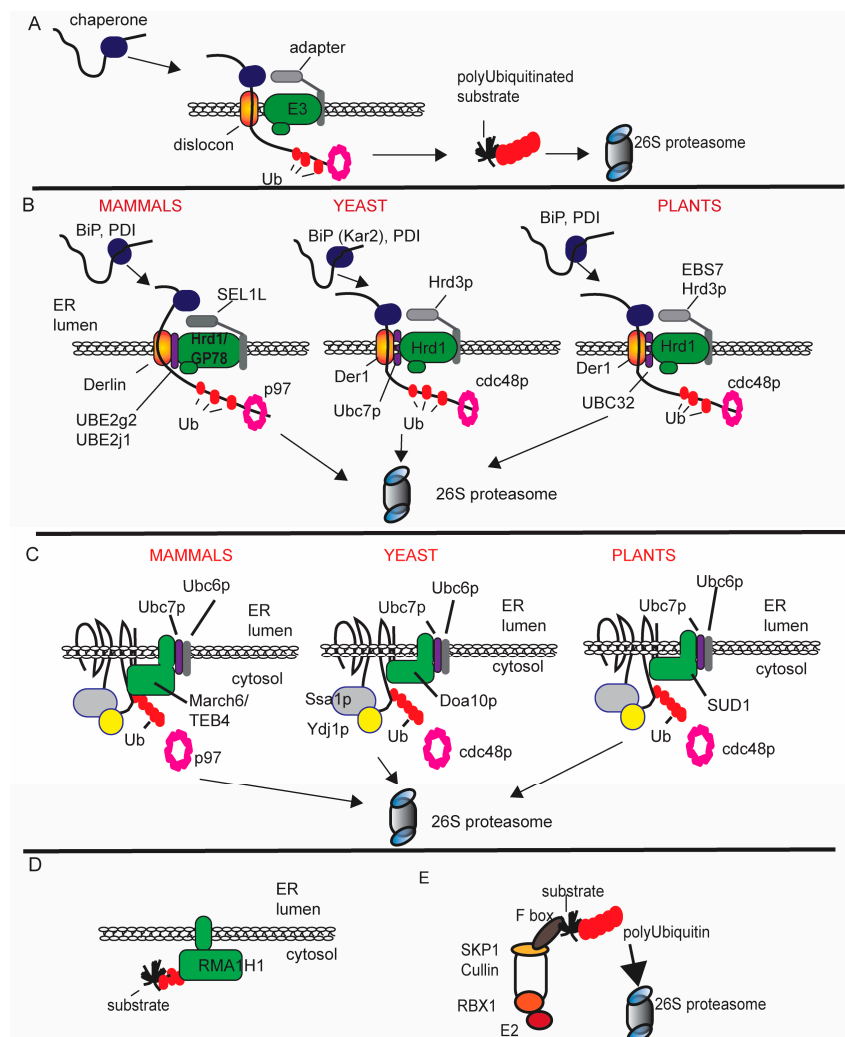 A
chaperone
adapter
E3
dislocon
Ub
polyUbiquitinated
substrate
26S proteasome
B
MAMMALS
YEAST
PLANTS
BiP, PDI
BiP (Kar2), PDI
BiP, PDI
ER
lumen
SEL1L
Hrd3p
EBS7
Hrd3p
Hrd1/
GP78
Hrd1
Hrd1
Derlin
Der1
Der1
p97
cdc48p
cdc48p
UBE2g2
UBE2j1
Ub
Ubc7p
Ub
UBC32
Ub
26S proteasome
C
MAMMALS
YEAST
PLANTS
Ubc6p
Ubc7p
ER
lumen
cytosol
March6/
TEB4
Ub
p97
Ubc6p
Ubc7p
ER
lumen
cytosol
Ssa1p
Ydj1p
Doa10p
Ub
cdc48p
Ubc6p
Ubc7p
ER
lumen
cytosol
SUD1
Ub
cdc48p
26S proteasome
D
ER
lumen
cytosol
RMA1H1
substrate
E
substrate
F box
polyUbiquitin
SKP1
Cullin
RBX1
E2
26S proteasome